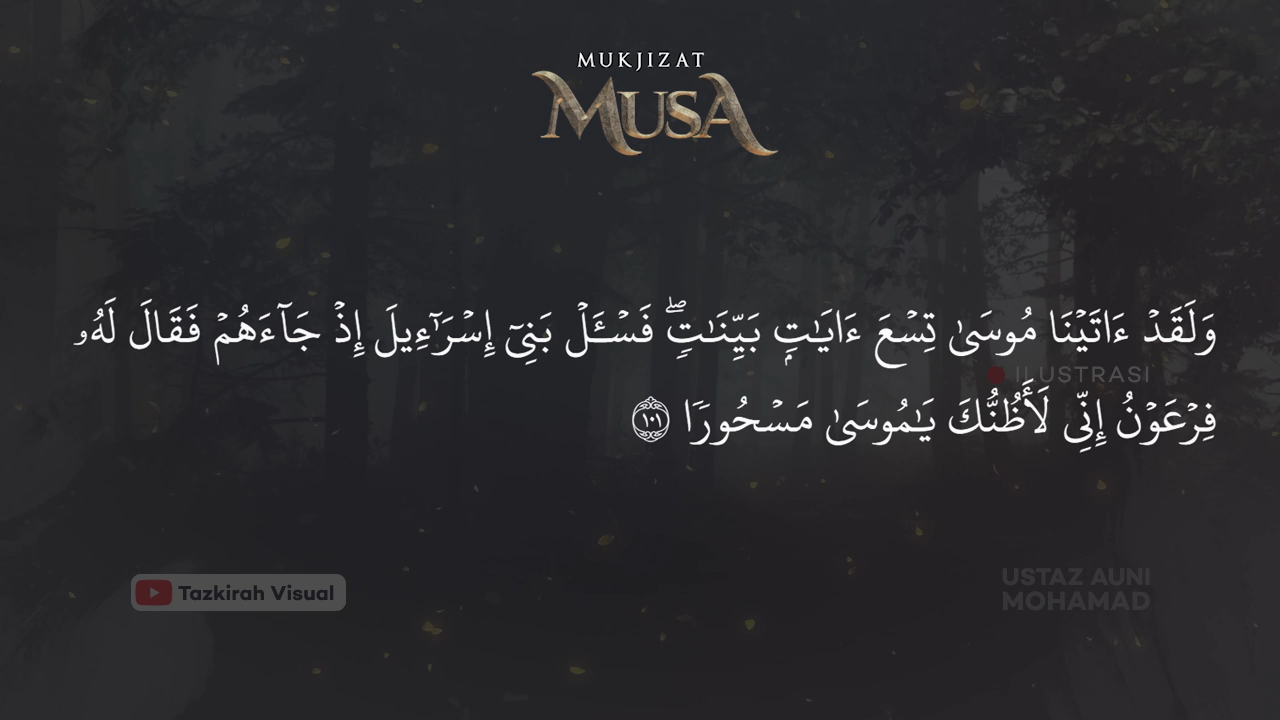 MUKJIZAT
MUSA
وَلَقَدْ ءَاتَيْنَا مُوسَىٰ تِسْعَ ءَايَـٰتٍۭ بَيِّنَـٰتٍۖ فَسْـَٔلْ بَنِىٓ إِسْرَٰٓءِيلَ إِذْ جَآءَهُمْ فَقَالَ لَهُۥ
ILUSTRASI
فِرْعَوْنُ إِنِّى لَأَظُنُّكَ يَـٰمُوسَىٰ مَسْحُورًا ١٠١
Tazkirah Visual
USTAZ AUNI
MOHAMAD